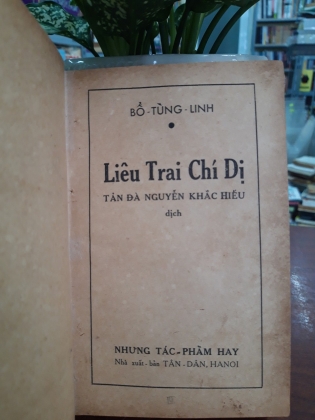 BỒ-TÙNG-LINH
Liêu Trai Chí Dị
TẢN ĐÀ NGUYỄN KHẮC HIẾU
dịch
NHƯNG TÁC-PHẨM HAY
Nhà xuất-bản TÂN-DÂN, HANOI